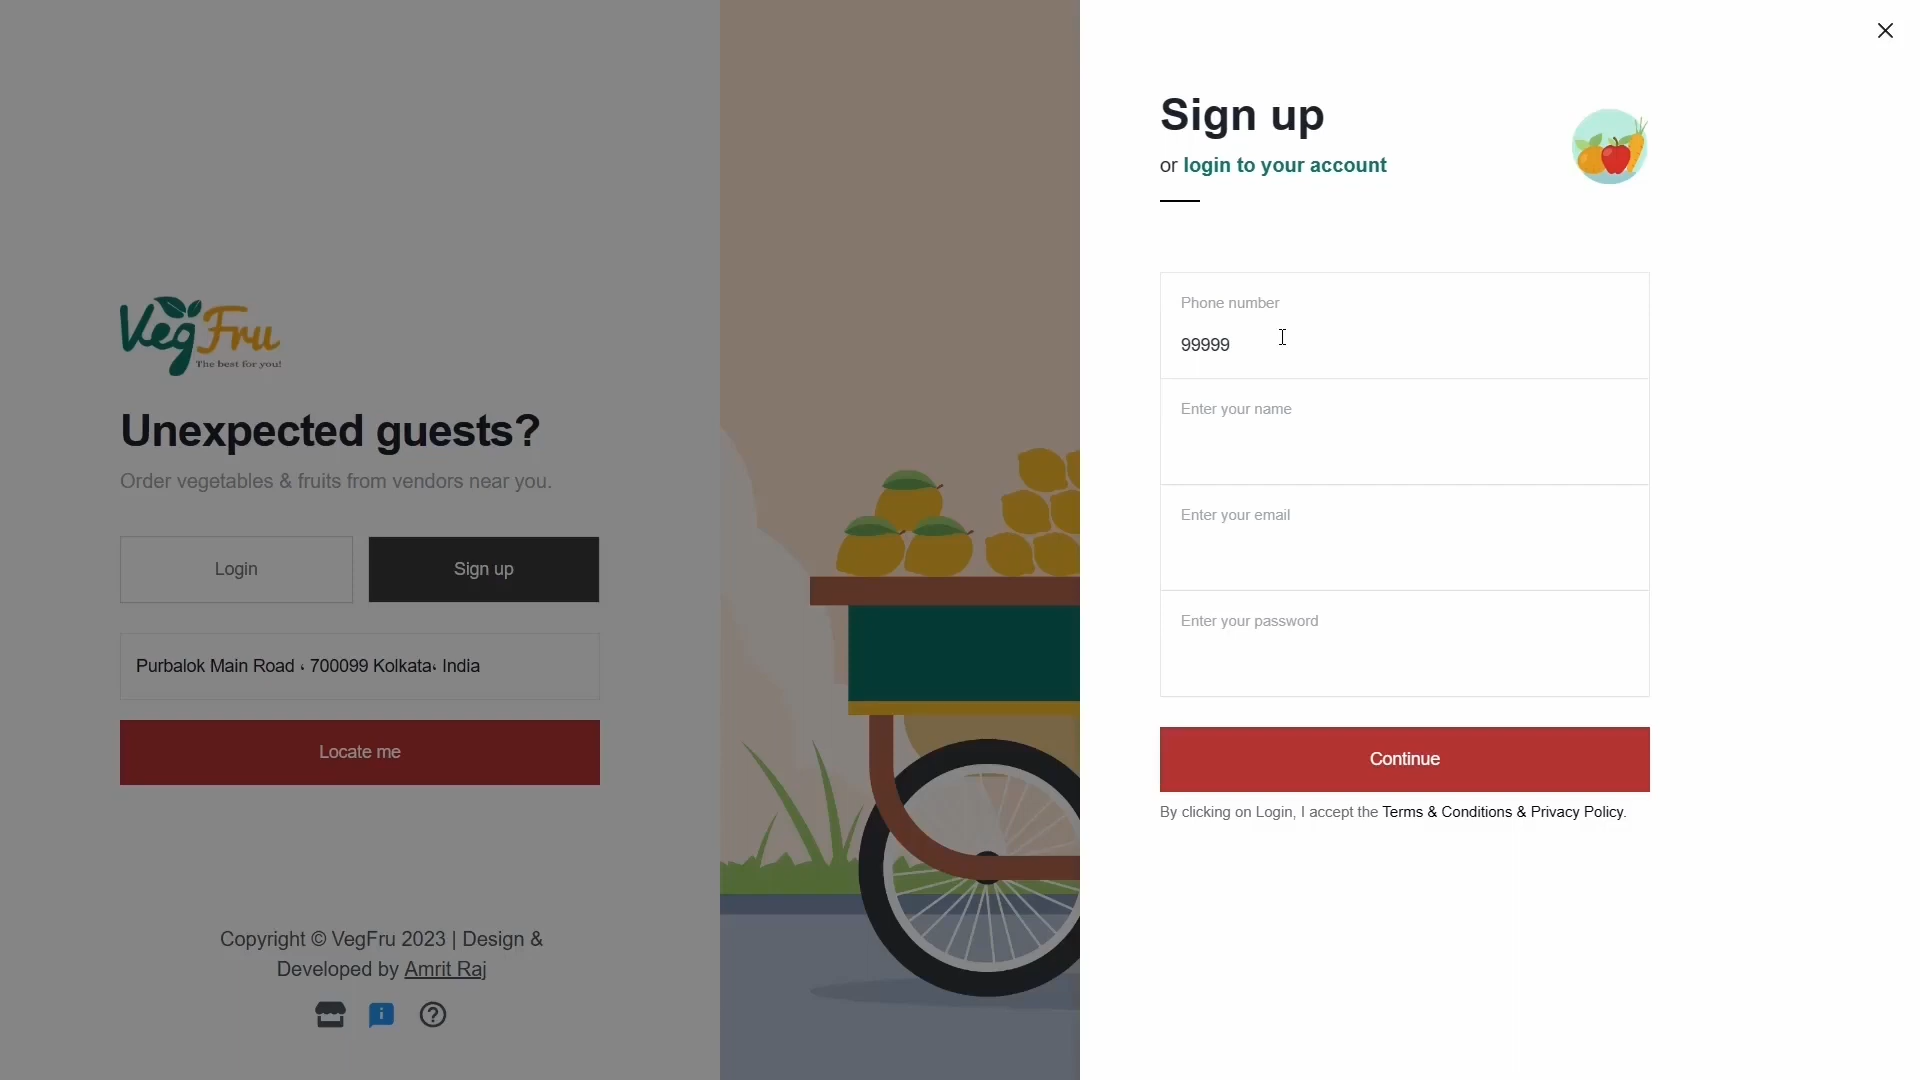 VegFru
The best for you!
Unexpected guests?
Order vegetables & fruits from vendors near you.
Login
Sign up
Purbalok Main Road ، 700099 Kolkata، India
Locate me
Copyright © VegFru 2023 | Design &
Developed by Amrit Raj
Sign up
or login to your account
Phone number
99999
Enter your name
Enter your email
Enter your password
Continue
By clicking on Login, I accept the Terms & Conditions & Privacy Policy.